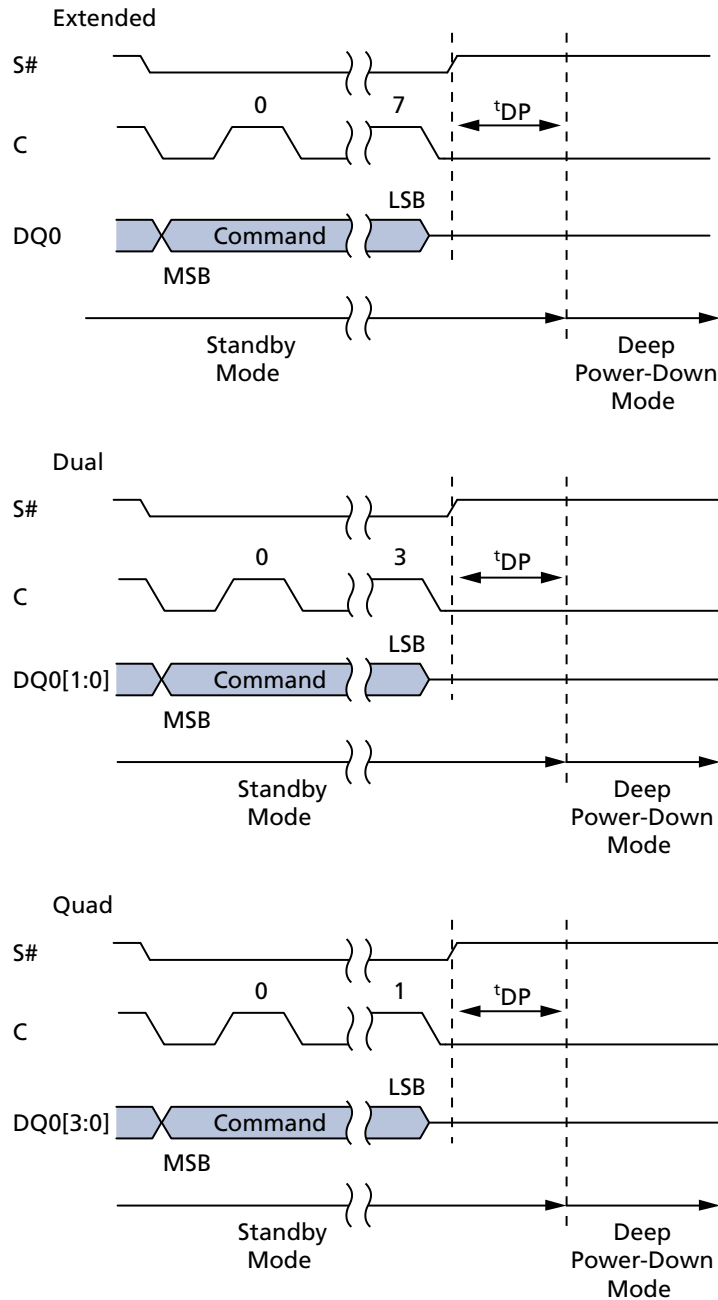 Extended
S#
0 7
ᵗDP
C
LSB
DQ0
Command
MSB
Standby
Mode
Deep
Power-Down
Mode
Dual
S#
0 3
ᵗDP
C
LSB
DQ0[1:0]
Command
MSB
Standby
Mode
Deep
Power-Down
Mode
Quad
S#
0 1
ᵗDP
C
LSB
DQ0[3:0]
Command
MSB
Standby
Mode
Deep
Power-Down
Mode